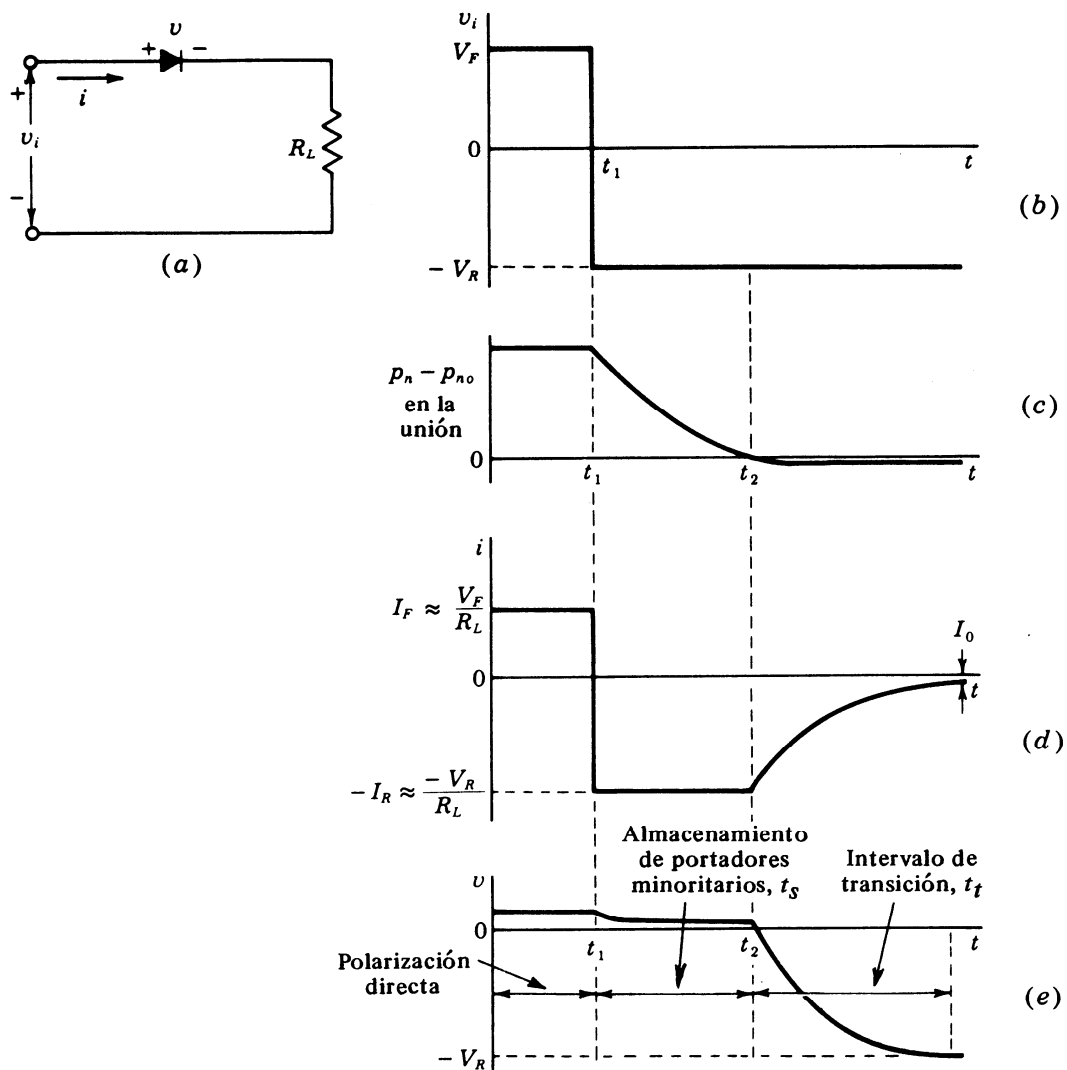 v
+ -
+
i
v_i
R_L
-
(a)
v_i
V_F
0
t_1
t
- V_R
(b)
p_n - p_no
en la
unión
0
t_1
t_2
t
(c)
i
I_F ≈ V_F / R_L
I_0
0
t
- I_R ≈ - V_R / R_L
(d)
Almacenamiento
de portadores
minoritarios, t_s
Intervalo de
transición, t_t
v
0
t_1
t_2
t
Polarización
directa
- V_R
(e)